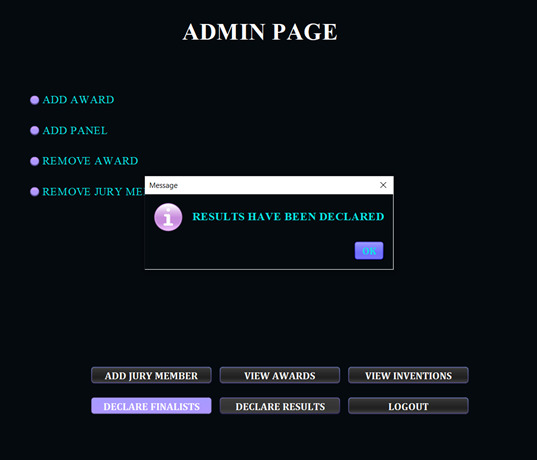 ADMIN PAGE
ADD AWARD
ADD PANEL
REMOVE AWARD
REMOVE JURY ME
Message
RESULTS HAVE BEEN DECLARED
OK
ADD JURY MEMBER
VIEW AWARDS
VIEW INVENTIONS
DECLARE FINALISTS
DECLARE RESULTS
LOGOUT